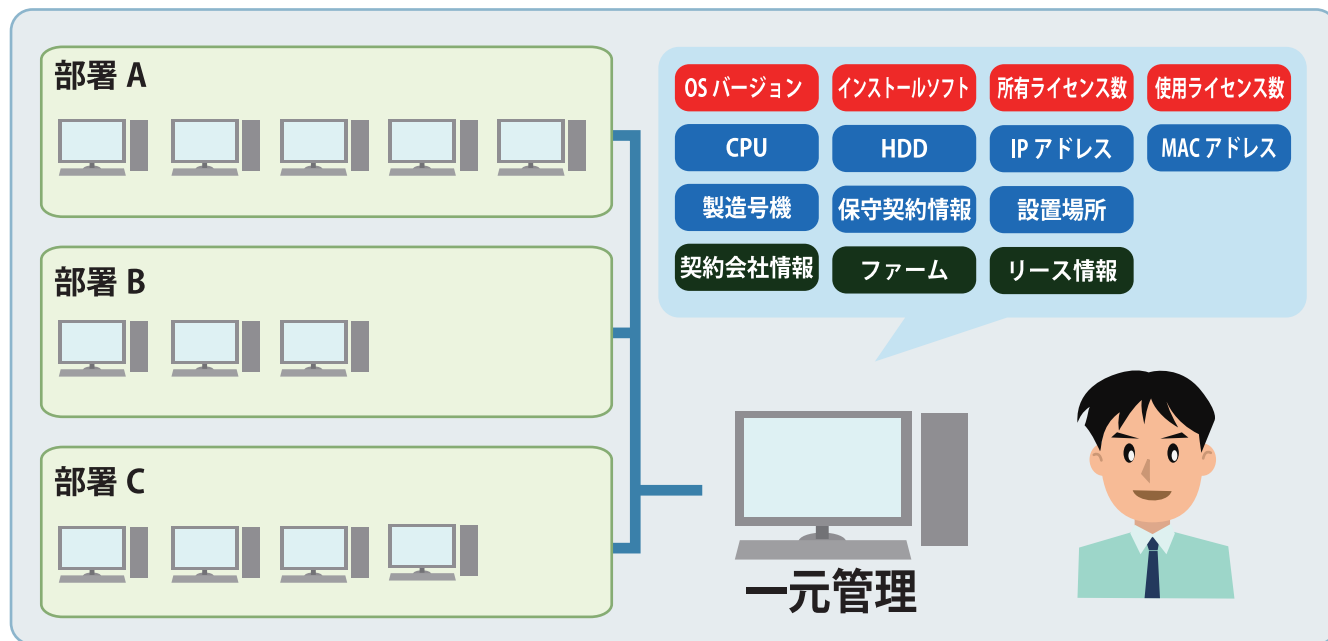 部署 A
部署 B
部署 C
OS バージョン
インストールソフト
所有ライセンス数
使用ライセンス数
CPU
HDD
IP アドレス
MAC アドレス
製造号機
保守契約情報
設置場所
契約会社情報
ファーム
リース情報
一元管理